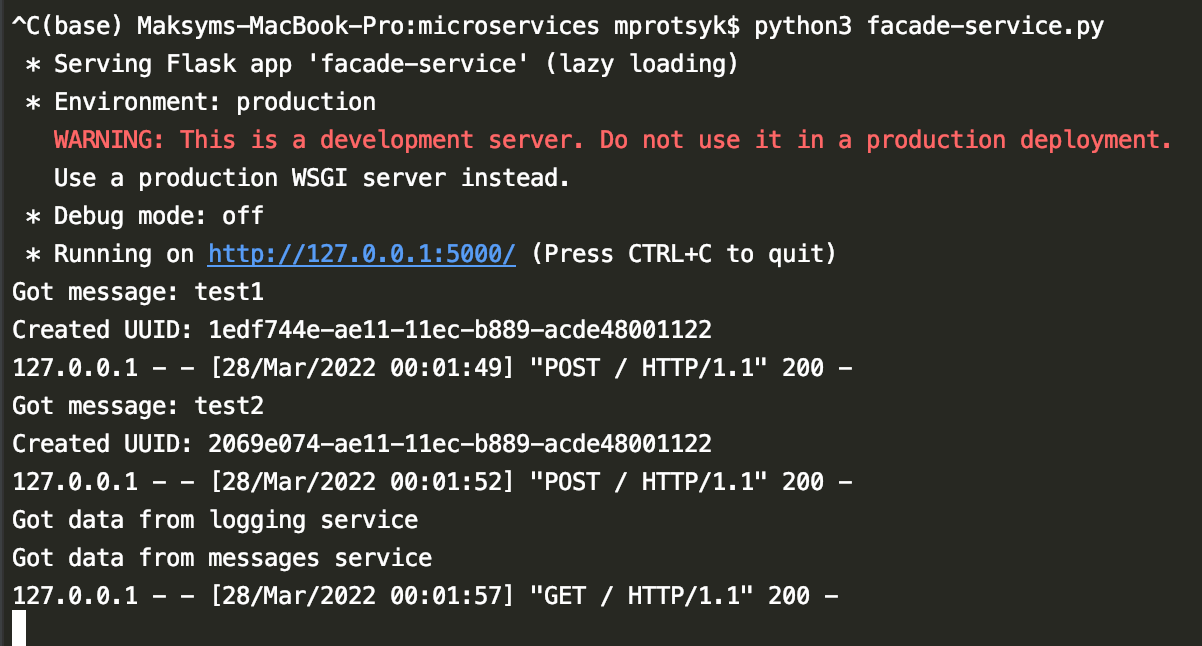 ^C(base) Maksyms-MacBook-Pro:microservices mprotsyk$ python3 facade-service.py
* Serving Flask app 'facade-service' (lazy loading)
* Environment: production
WARNING: This is a development server. Do not use it in a production deployment.
Use a production WSGI server instead.
* Debug mode: off
* Running on http://127.0.0.1:5000/ (Press CTRL+C to quit)
Got message: test1
Created UUID: 1edf744e-ae11-11ec-b889-acde48001122
127.0.0.1 - - [28/Mar/2022 00:01:49] "POST / HTTP/1.1" 200 -
Got message: test2
Created UUID: 2069e074-ae11-11ec-b889-acde48001122
127.0.0.1 - - [28/Mar/2022 00:01:52] "POST / HTTP/1.1" 200 -
Got data from logging service
Got data from messages service
127.0.0.1 - - [28/Mar/2022 00:01:57] "GET / HTTP/1.1" 200 -